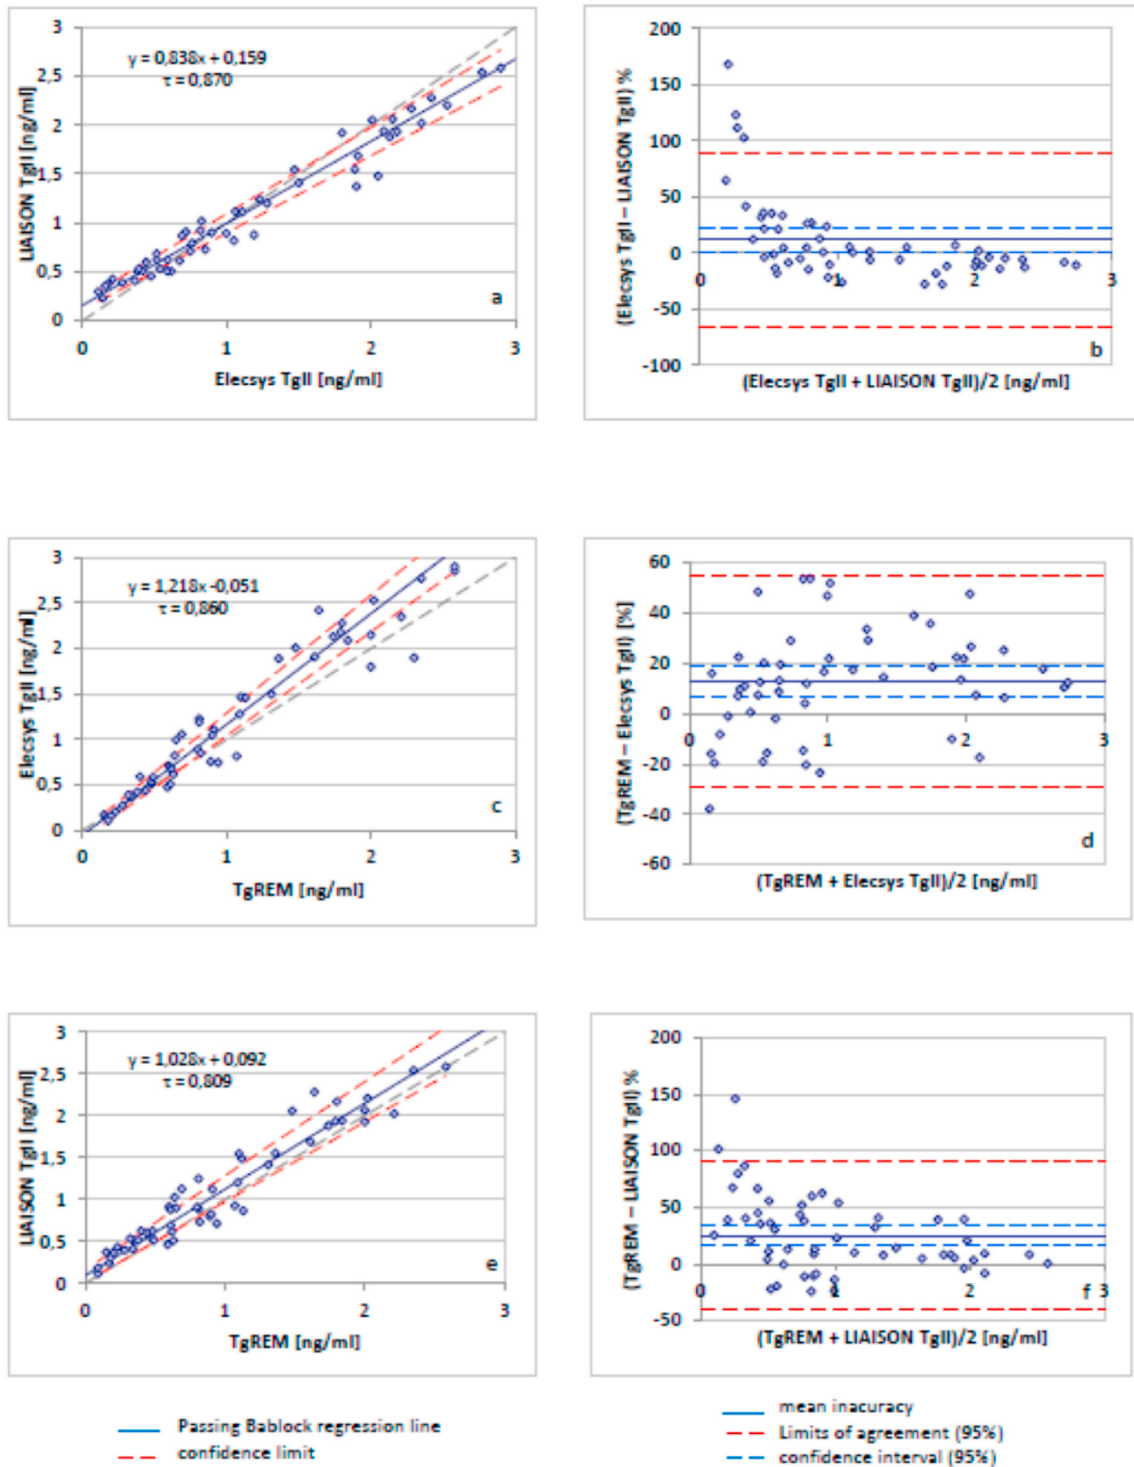 y = 0,838x + 0,159
τ = 0,870
LIAISON TgII [ng/ml]
3
2,5
2
1,5
1
0,5
0
0 1 2 3
Elecsys TgII [ng/ml]
a
(Elecsys TgII – LIAISON TgII) %
200
150
100
50
0
-50
-100
0 1 2 3
(Elecsys TgII + LIAISON TgII)/2 [ng/ml]
b
y = 1,218x -0,051
τ = 0,860
Elecsys TgII [ng/ml]
3
2,5
2
1,5
1
0,5
0
0 1 2 3
TgREM [ng/ml]
c
(TgREM – Elecsys TgII) [%]
60
40
20
0
-20
-40
-60
0 1 2 3
(TgREM + Elecsys TgII)/2 [ng/ml]
d
y = 1,028x + 0,092
τ = 0,809
LIAISON TgII [ng/ml]
3
2,5
2
1,5
1
0,5
0
0 1 2 3
TgREM [ng/ml]
e
(TgREM – LIAISON TgII) %
200
150
100
50
0
-50
0 1 2 3
(TgREM + LIAISON TgII)/2 [ng/ml]
f
Passing Bablock regression line
confidence limit
mean inacuracy
Limits of agreement (95%)
confidence interval (95%)